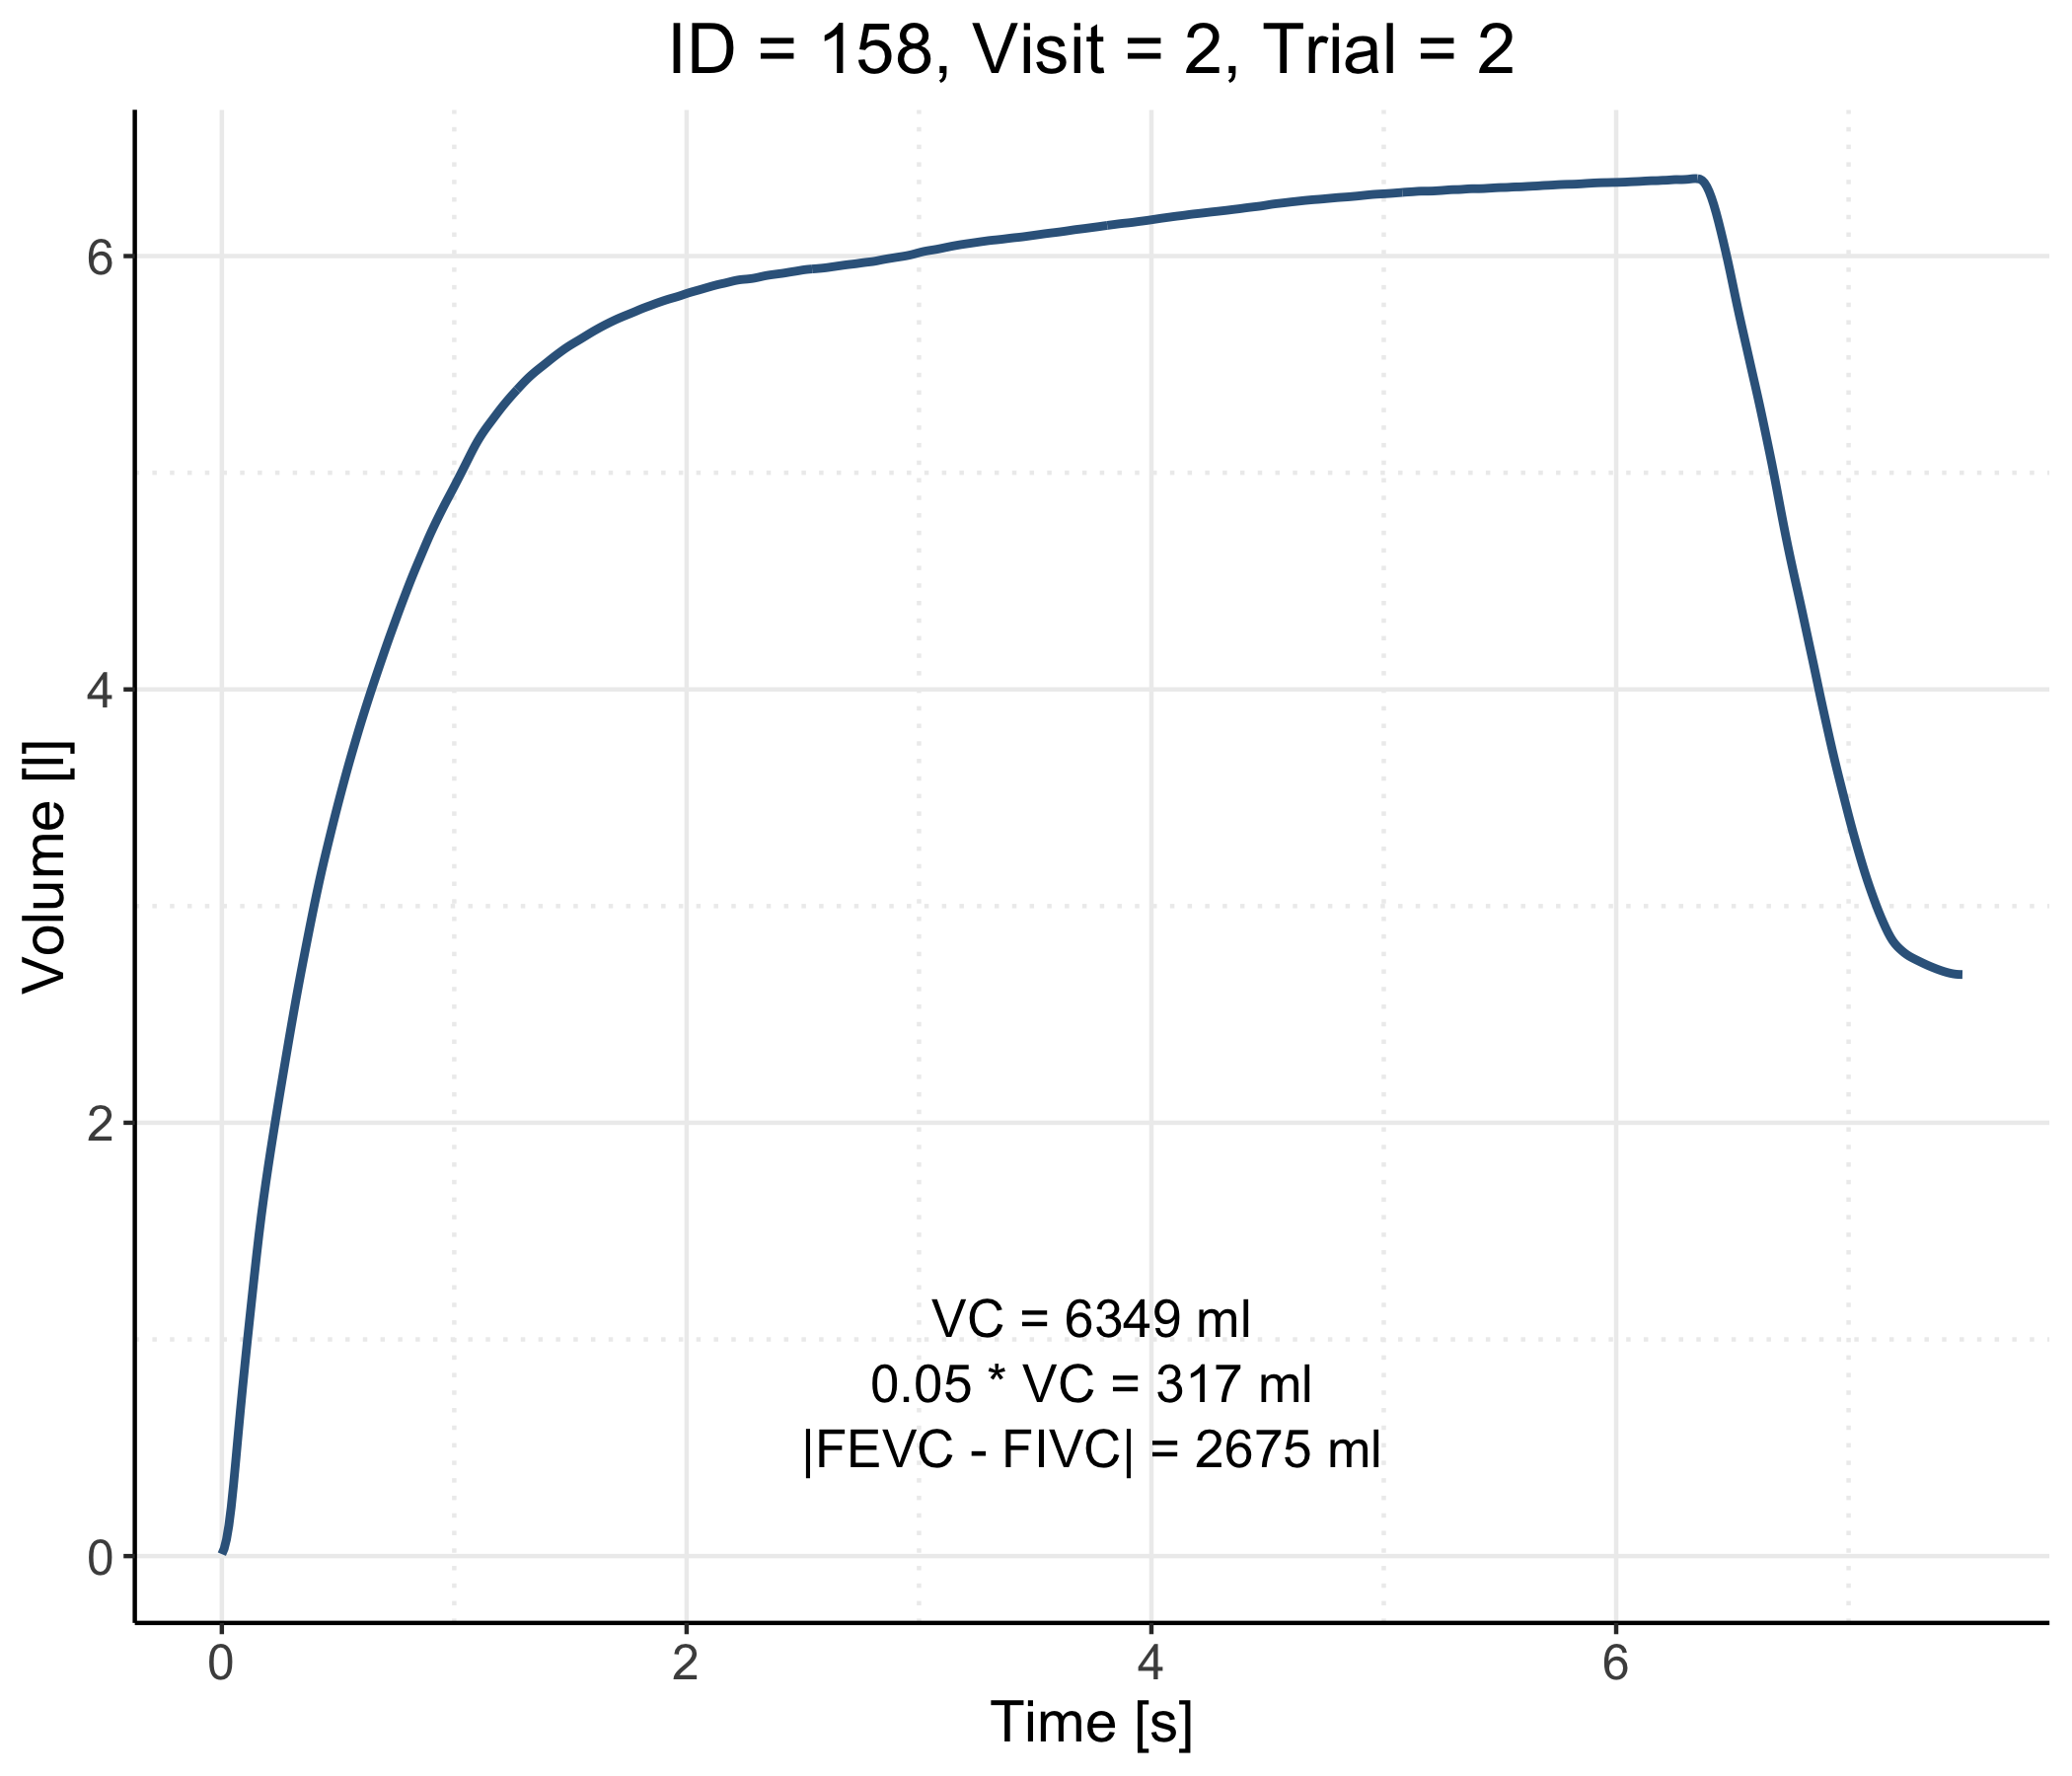 ID = 158, Visit = 2, Trial = 2
Volume [l]
6
4
2
0
VC = 6349 ml
0.05 * VC = 317 ml
|FEVC - FIVC| = 2675 ml
0 2 4 6
Time [s]